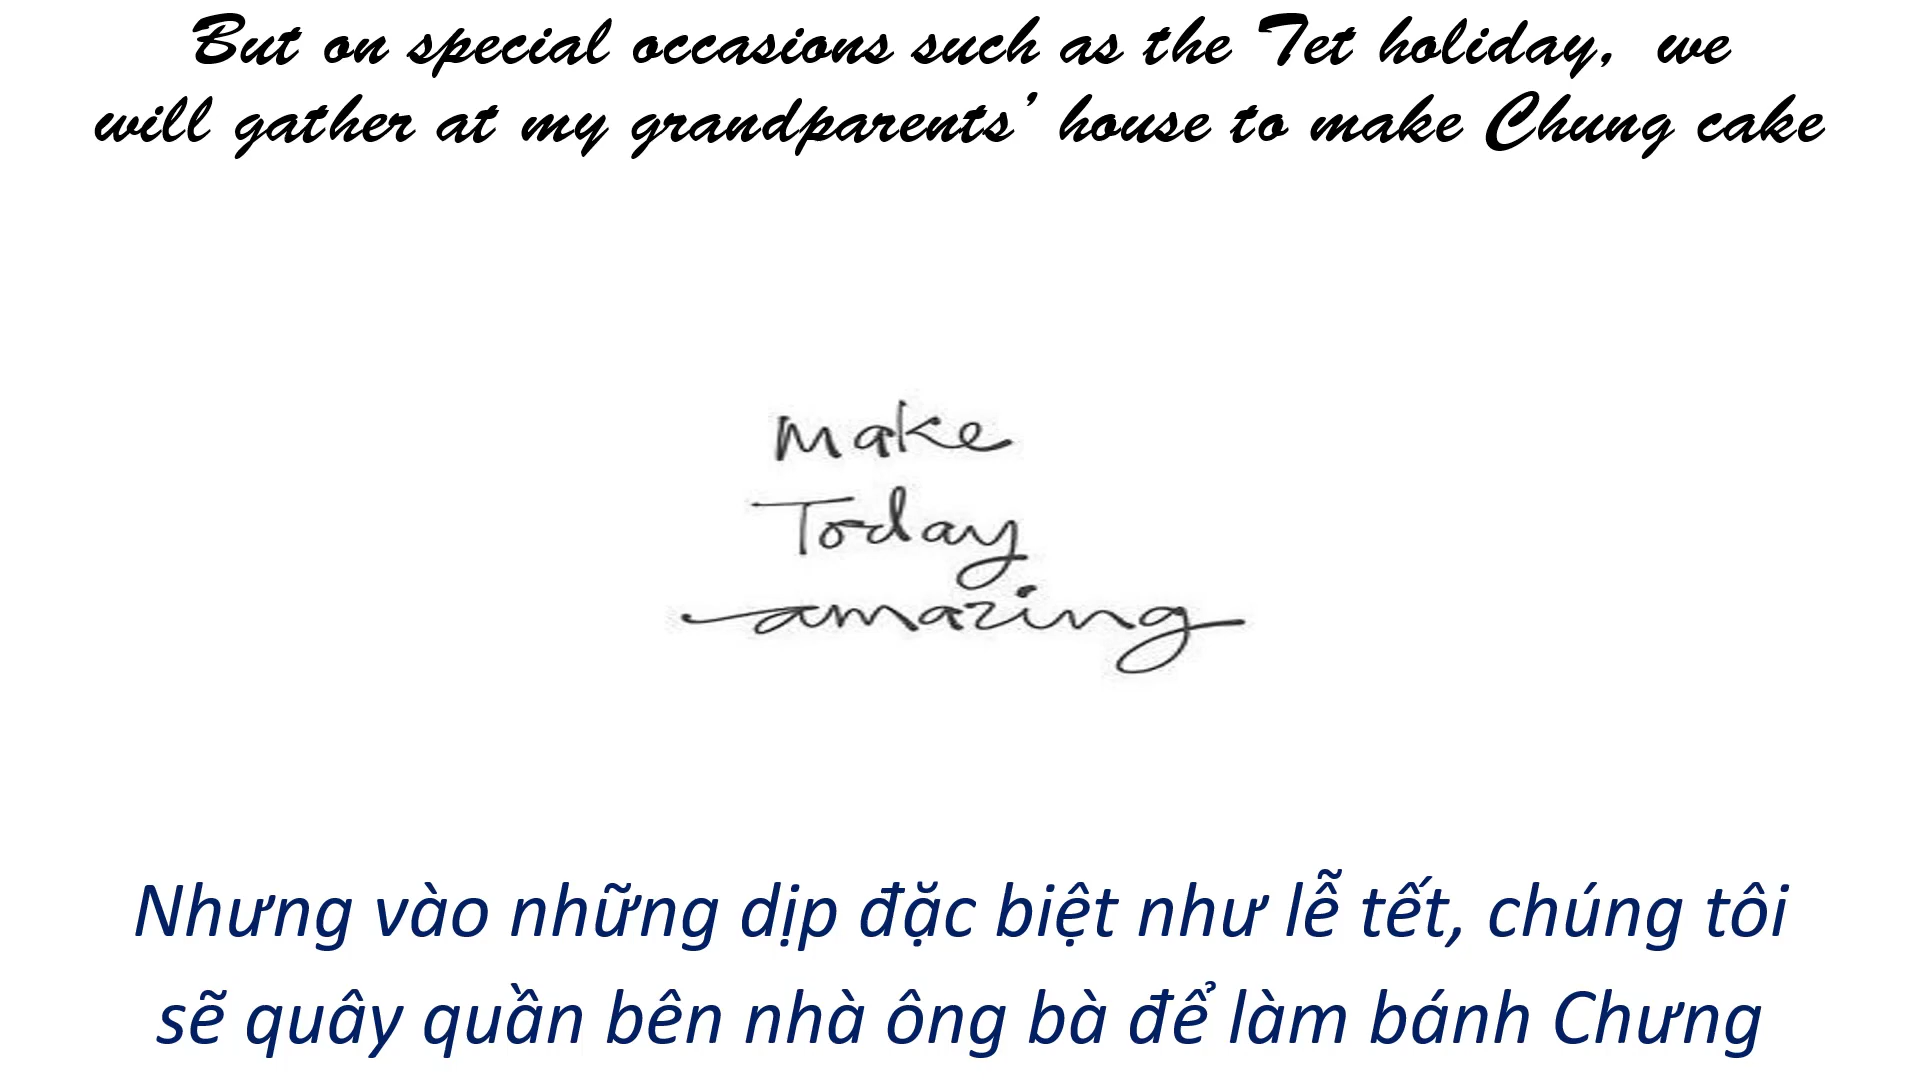 But on special occasions such as the Tet holiday, we
will gather at my grandparents’ house to make Chung cake
Make
Today
amazing
Nhưng vào những dịp đặc biệt như lễ tết, chúng tôi
sẽ quây quần bên nhà ông bà để làm bánh Chưng